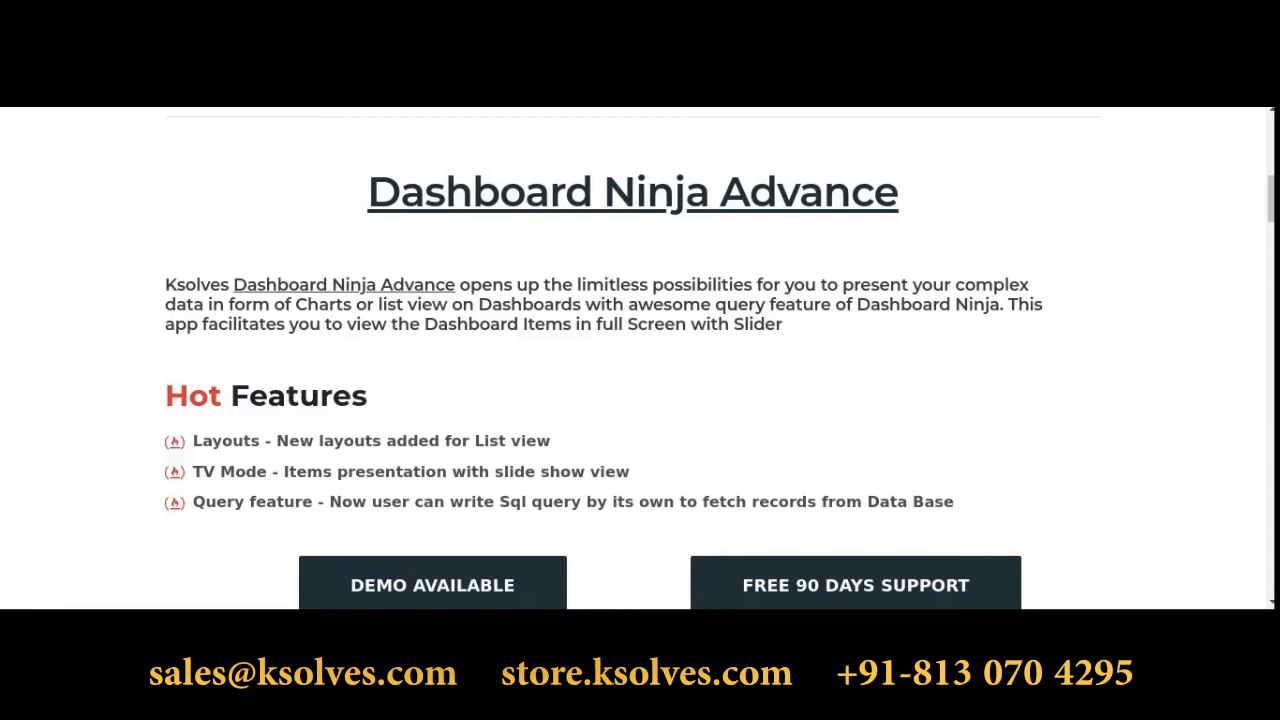 Dashboard Ninja Advance
Ksolves Dashboard Ninja Advance opens up the limitless possibilities for you to present your complex
data in form of Charts or list view on Dashboards with awesome query feature of Dashboard Ninja. This
app facilitates you to view the Dashboard Items in full Screen with Slider
Hot Features
Layouts - New layouts added for List view
TV Mode - Items presentation with slide show view
Query feature - Now user can write Sql query by its own to fetch records from Data Base
DEMO AVAILABLE FREE 90 DAYS SUPPORT
sales@ksolves.com store.ksolves.com +91-813 070 4295